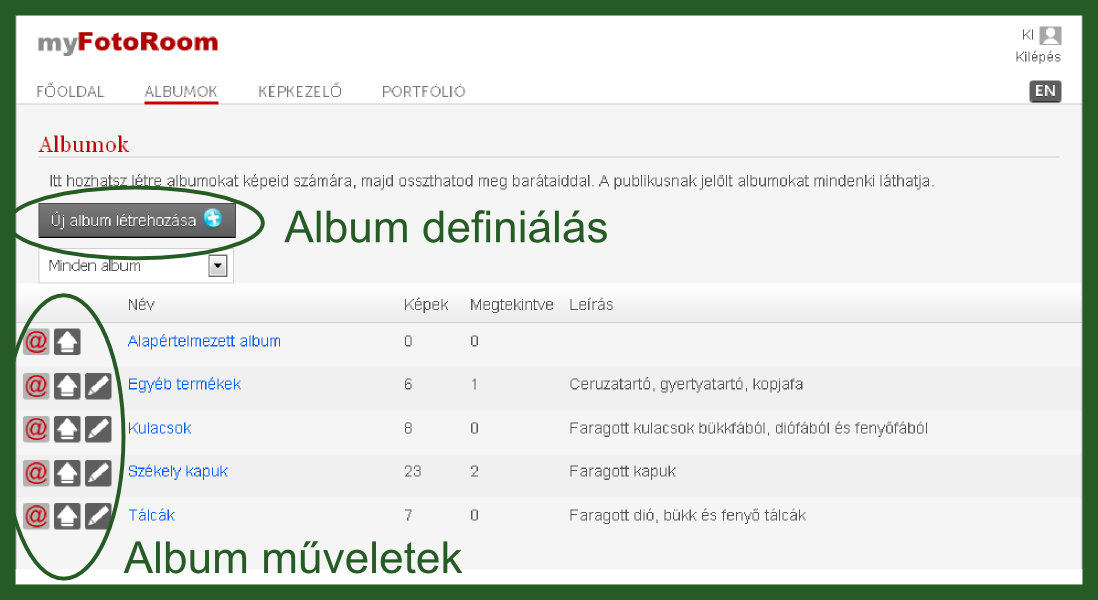 myFotoRoom
KI
Kilépés
FŐOLDAL ALBUMOK KÉPKEZELŐ PORTFÓLIÓ EN
Albumok
Itt hozhatsz létre albumokat képeid számára, majd oszthatod meg barátaiddal. A publikusnak jelölt albumokat mindenki láthatja.
Új album létrehozása
Album definiálás
Minden album
Név Képek Megtekintve Leírás
@ Alapértelmezett album 0 0
@ Egyéb termékek 6 1 Ceruzatartó, gyertyatartó, kopjafa
@ Kulacsok 8 0 Faragott kulacsok bükkfából, diófából és fenyőfából
@ Székely kapuk 23 2 Faragott kapuk
@ Tálcák 7 0 Faragott dió, bükk és fenyő tálcák
Album műveletek